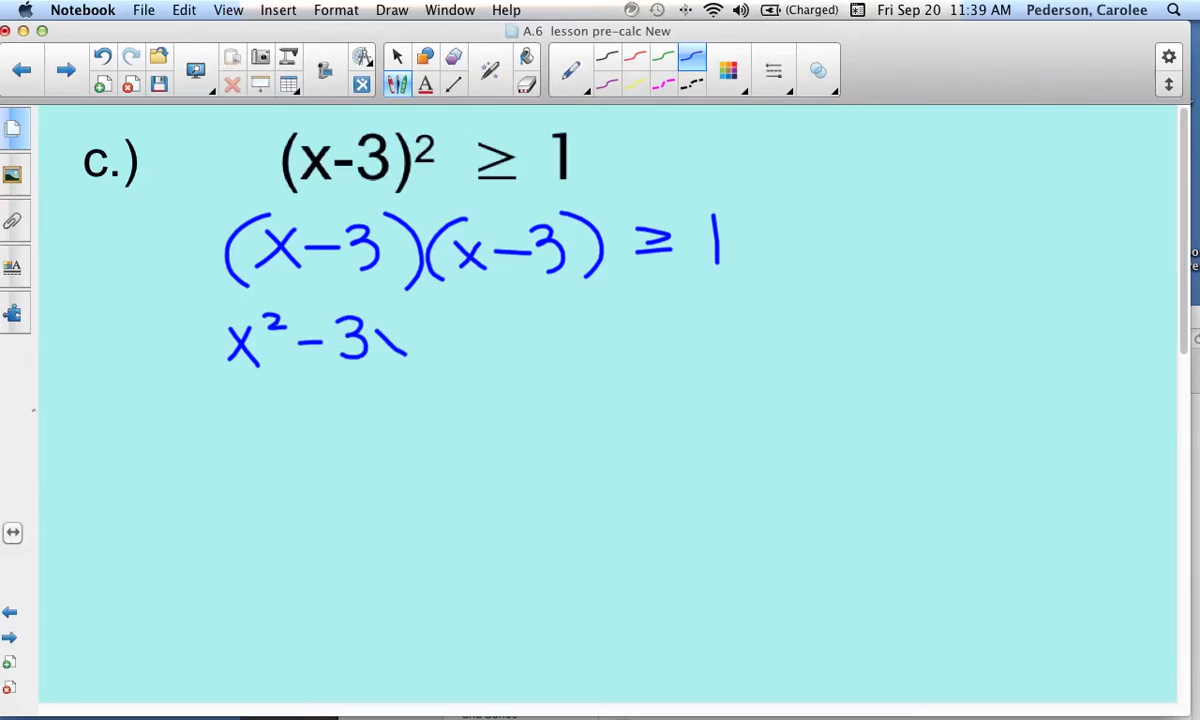 Notebook File Edit View Insert Format Draw Window Help (Charged) Fri Sep 20 11:39 AM Pederson, Carolee
A.6 lesson pre-calc New
c.) (x-3)² ≥ 1
(x-3)(x-3) ≥ 1
x² - 3